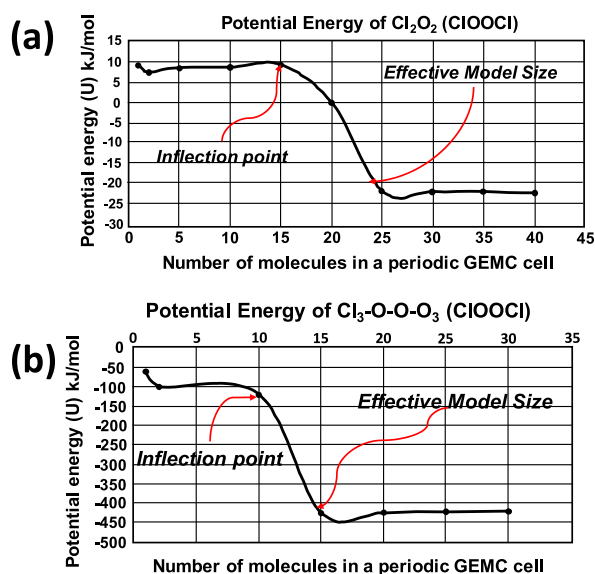 (a)
Potential Energy of Cl₂O₂ (ClOOCl)
Potential energy (U) kJ/mol
15
10
5
0
-5
-10
-15
-20
-25
-30
Effective Model Size
Inflection point
0 5 10 15 20 25 30 35 40 45
Number of molecules in a periodic GEMC cell
(b)
Potential Energy of Cl₃-O-O-O₃ (ClOOCl)
0 5 10 15 20 25 30 35
Potential energy (U) kJ/mol
0
-50
-100
-150
-200
-250
-300
-350
-400
-450
-500
Effective Model Size
Inflection point
Number of molecules in a periodic GEMC cell